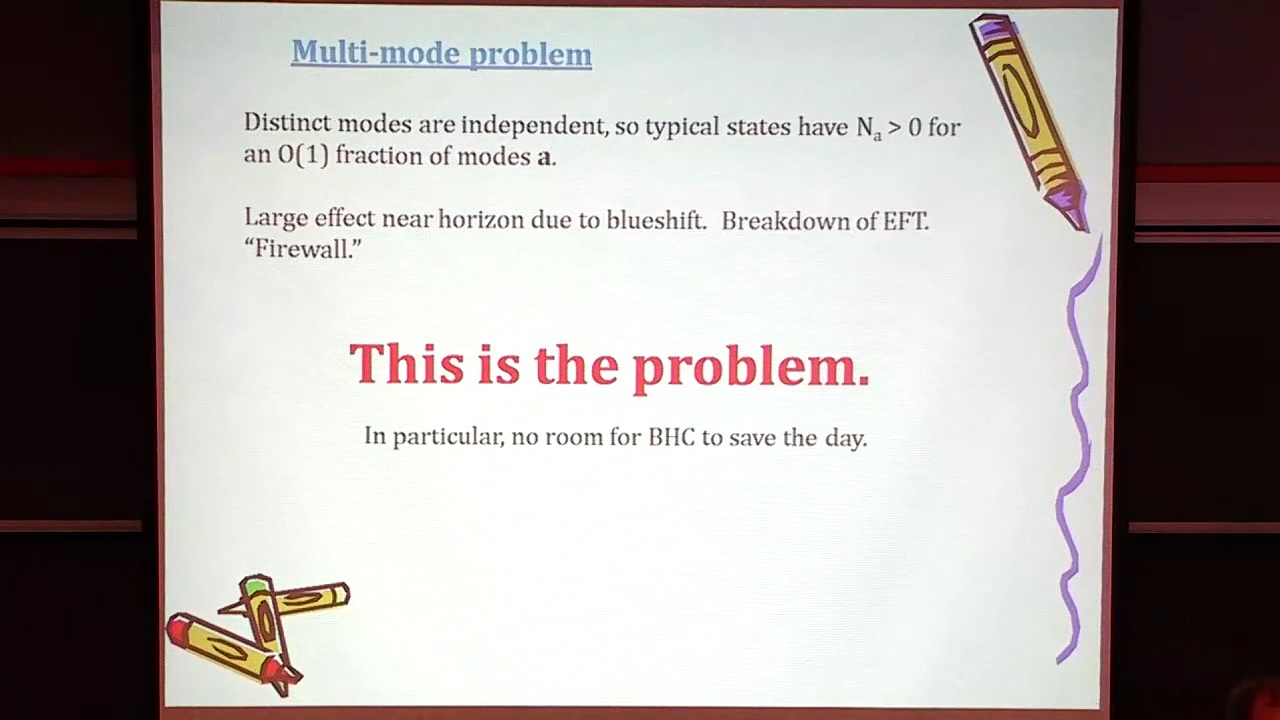 Multi-mode problem
Distinct modes are independent, so typical states have Nₐ > 0 for
an O(1) fraction of modes a.
Large effect near horizon due to blueshift. Breakdown of EFT.
“Firewall.”
This is the problem.
In particular, no room for BHC to save the day.